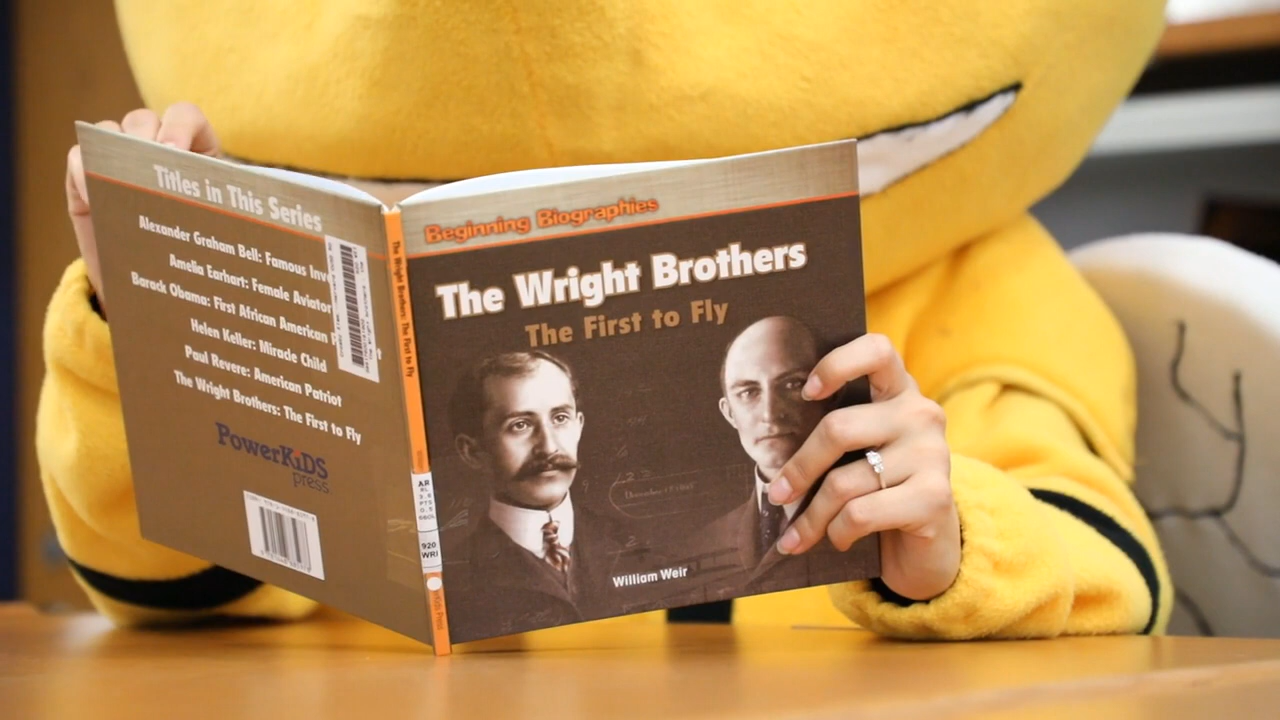 Titles in This Series
Alexander Graham Bell: Famous Inv
Amelia Earhart: Female Aviator
Barack Obama: First African American P
Helen Keller: Miracle Child
Paul Revere: American Patriot
The Wright Brothers: The First to Fly
PowerKiDS
press
The Wright Brothers: The First to Fly
AR
920
WRI
Beginning Biographies
The Wright Brothers
The First to Fly
William Weir